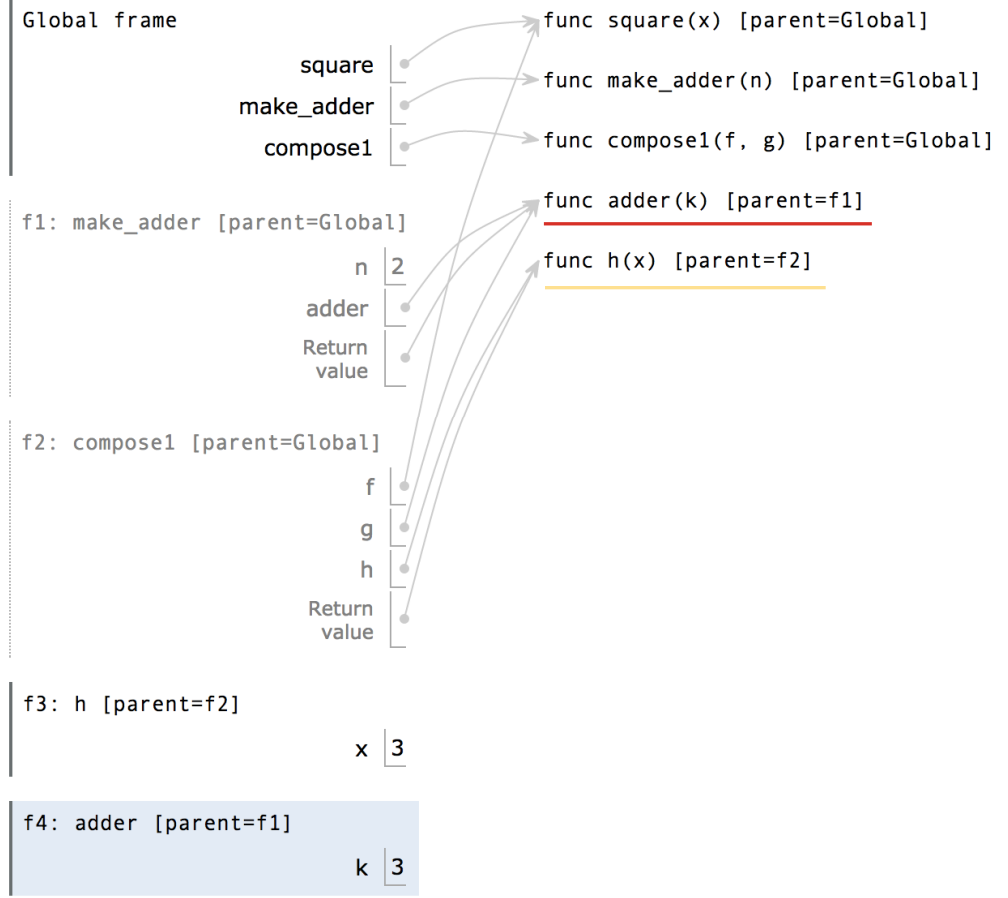 Global frame
square
make_adder
compose1
func square(x) [parent=Global]
func make_adder(n) [parent=Global]
func compose1(f, g) [parent=Global]
func adder(k) [parent=f1]
func h(x) [parent=f2]
f1: make_adder [parent=Global]
n 2
adder
Return
value
f2: compose1 [parent=Global]
f
g
h
Return
value
f3: h [parent=f2]
x 3
f4: adder [parent=f1]
k 3